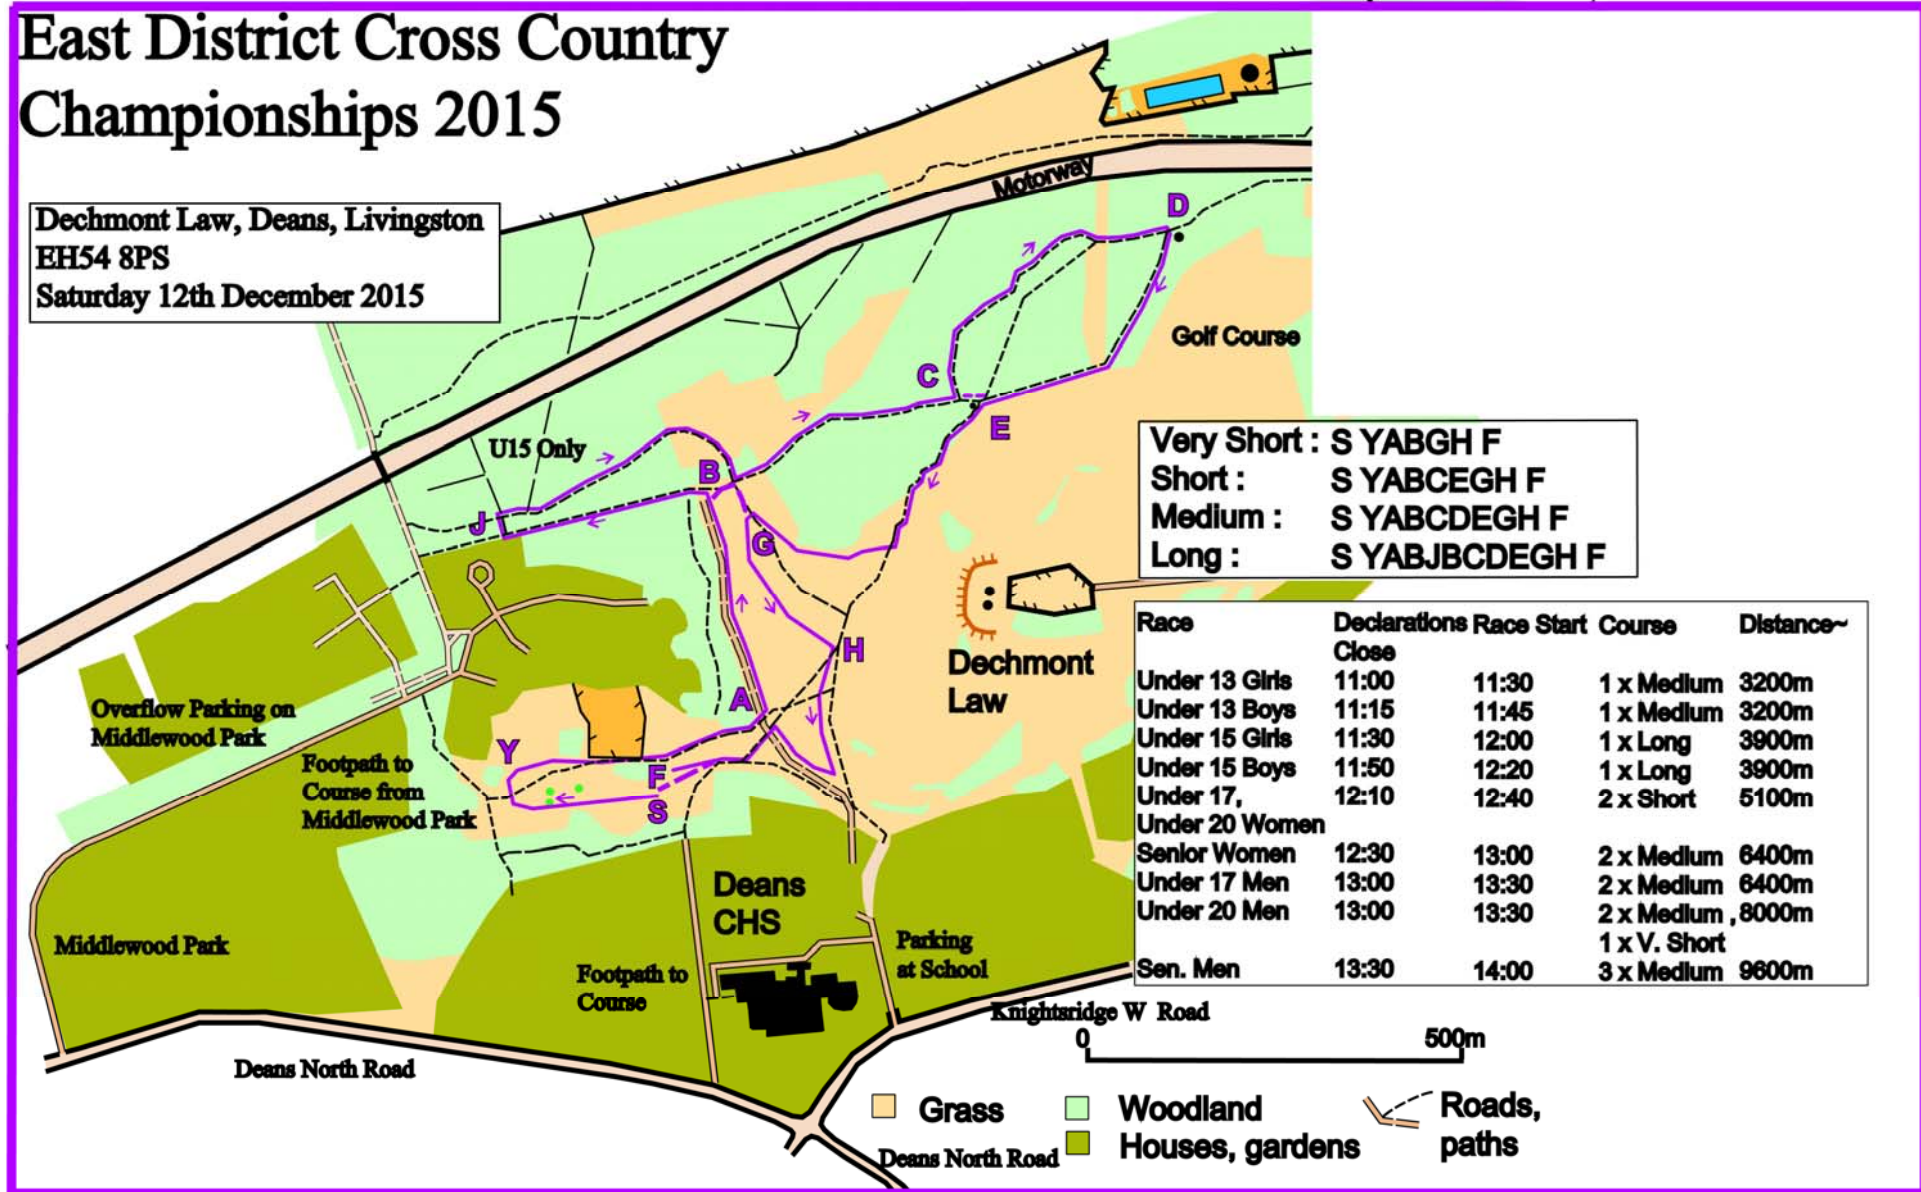 East District Cross Country
Championships 2015
Dechmont Law, Deans, Livingston
EH54 8PS
Saturday 12th December 2015
Motorway
D
Golf Course
C
E
U15 Only
B
J
G
H
A
Dechmont
Law
Y
F
S
Overflow Parking on
Middlewood Park
Footpath to
Course from
Middlewood Park
Middlewood Park
Deans
CHS
Footpath to
Course
Parking
at School
Knightsridge W Road
Deans North Road
Deans North Road
Very Short : S YABGH F
Short : S YABCEGH F
Medium : S YABCDEGH F
Long : S YABJBCDEGH F
Race Declarations Close Race Start Course Distance~
Under 13 Girls 11:00 11:30 1 x Medium 3200m
Under 13 Boys 11:15 11:45 1 x Medium 3200m
Under 15 Girls 11:30 12:00 1 x Long 3900m
Under 15 Boys 11:50 12:20 1 x Long 3900m
Under 17, 12:10 12:40 2 x Short 5100m
Under 20 Women
Senior Women 12:30 13:00 2 x Medium 6400m
Under 17 Men 13:00 13:30 2 x Medium 6400m
Under 20 Men 13:00 13:30 2 x Medium , 8000m
1 x V. Short
Sen. Men 13:30 14:00 3 x Medium 9600m
0 500m
Grass
Woodland
Houses, gardens
Roads,
paths